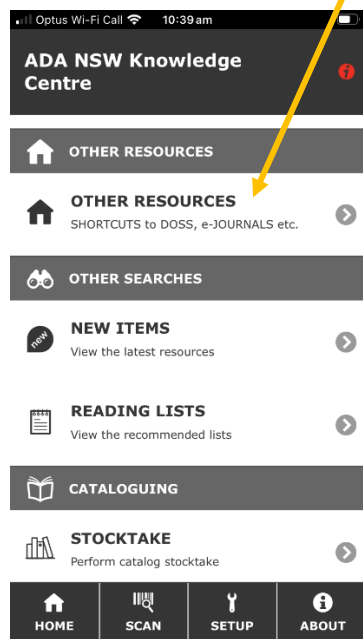 Optus Wi-Fi Call 10:39 am
ADA NSW Knowledge
Centre
i
OTHER RESOURCES
OTHER RESOURCES
SHORTCUTS to DOSS, e-JOURNALS etc.
OTHER SEARCHES
new
NEW ITEMS
View the latest resources
READING LISTS
View the recommended lists
CATALOGUING
STOCKTAKE
Perform catalog stocktake
HOME SCAN SETUP ABOUT